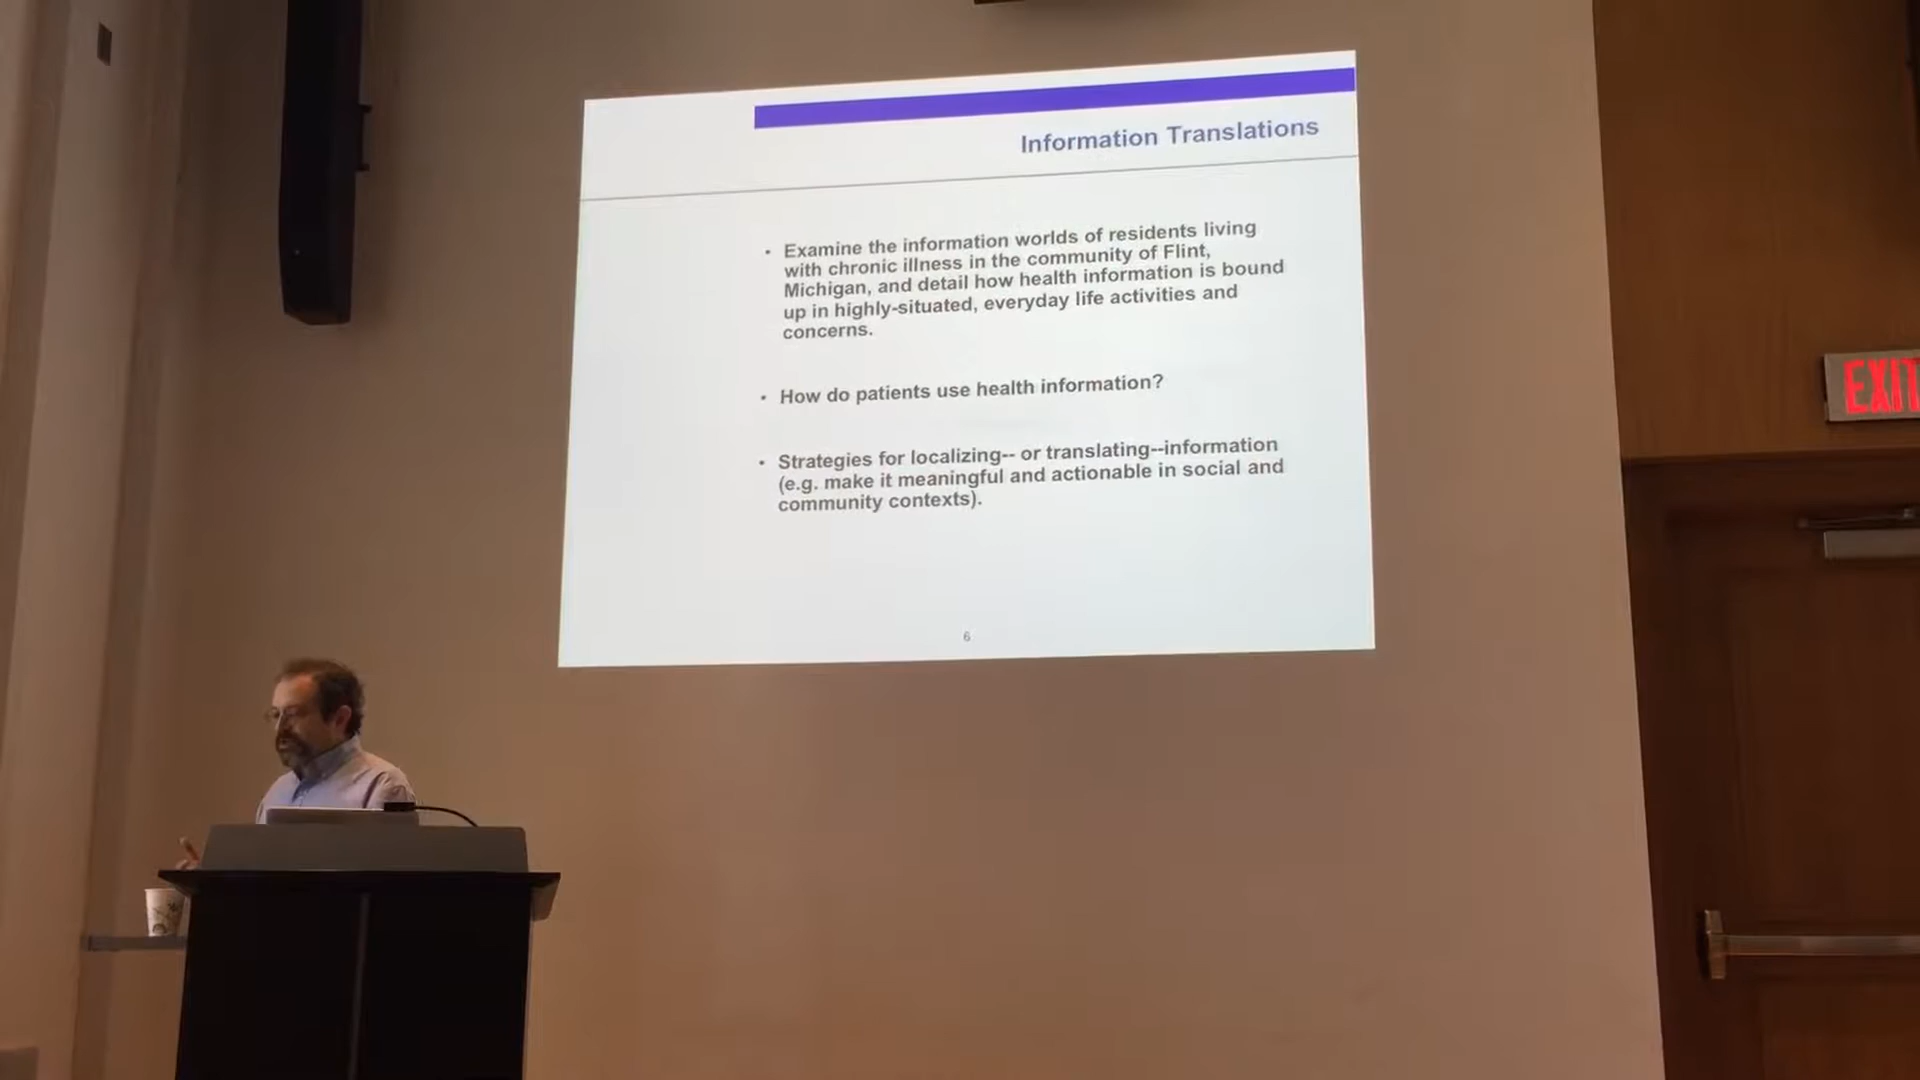 Information Translations
• Examine the information worlds of residents living
with chronic illness in the community of Flint,
Michigan, and detail how health information is bound
up in highly-situated, everyday life activities and
concerns.
• How do patients use health information?
• Strategies for localizing-- or translating--information
(e.g. make it meaningful and actionable in social and
community contexts).
6
EXIT